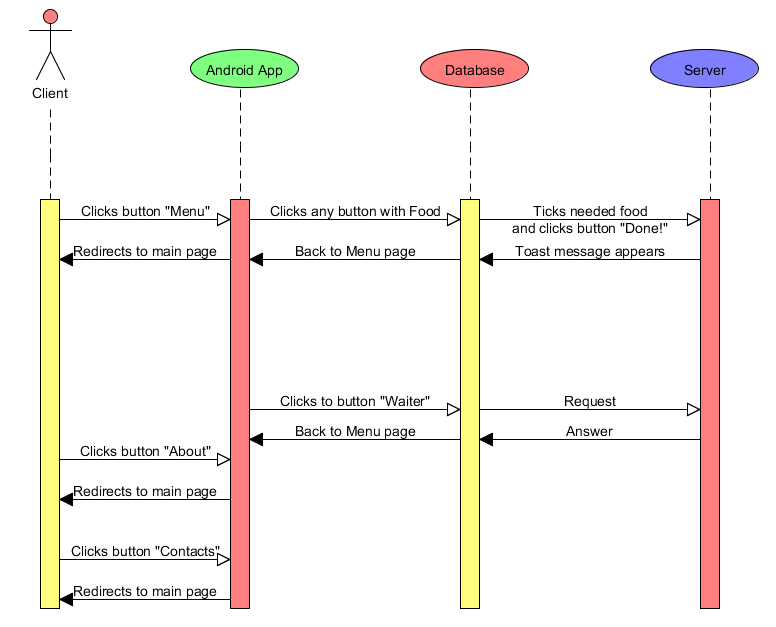 Client
Android App
Database
Server
Clicks button "Menu"
Clicks any button with Food
Ticks needed food
and clicks button "Done!"
Redirects to main page
Back to Menu page
Toast message appears
Clicks to button "Waiter"
Request
Back to Menu page
Answer
Clicks button "About"
Redirects to main page
Clicks button "Contacts"
Redirects to main page